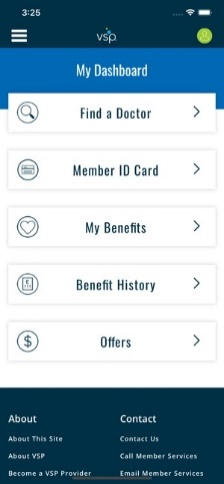 3:25
vsp
My Dashboard
Find a Doctor
Member ID Card
My Benefits
Benefit History
Offers
About Contact
About This Site Contact Us
About VSP Call Member Services
Become a VSP Provider Email Member Services